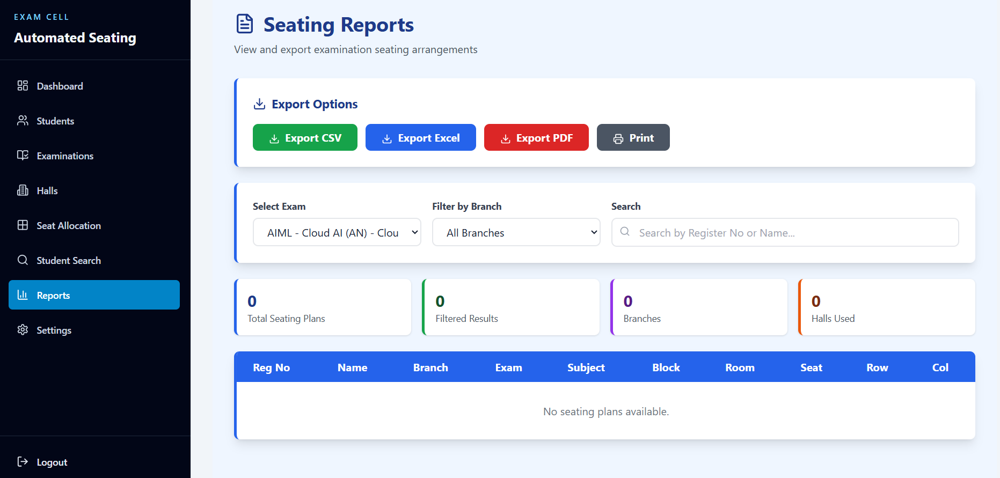 EXAM CELL
Automated Seating
Dashboard
Students
Examinations
Halls
Seat Allocation
Student Search
Reports
Settings
Logout
Seating Reports
View and export examination seating arrangements
Export Options
Export CSV Export Excel Export PDF Print
Select Exam Filter by Branch Search
AIML - Cloud AI (AN) - Clou All Branches Search by Register No or Name...
0 0 0 0
Total Seating Plans Filtered Results Branches Halls Used
Reg No Name Branch Exam Subject Block Room Seat Row Col
No seating plans available.